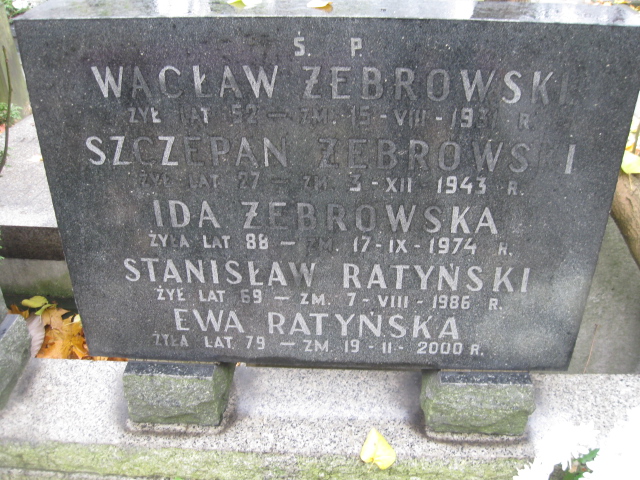 Ś. P.
WACŁAW ŻEBROWSKI
ŻYŁ LAT 52 — ZM. 15 - VIII - 1931 R.
SZCZEPAN ŻEBROWSKI
ŻYŁ LAT 27 — ZM. 3 - XII - 1943 R.
IDA ŻEBROWSKA
ŻYŁA LAT 88 — ZM. 17 - IX - 1974 R.
STANISŁAW RATYŃSKI
ŻYŁ LAT 69 — ZM. 7 - VIII - 1986 R.
EWA RATYŃSKA
ŻYŁA LAT 79 — ZM. 19 - 11 - 2000 R.